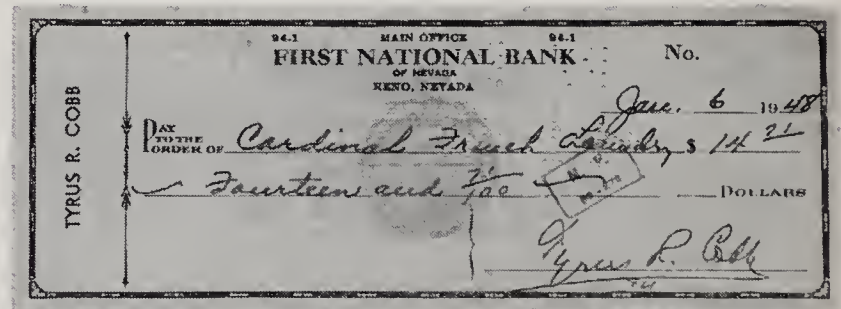 94-1 MAIN OFFICE 94-1
FIRST NATIONAL BANK
OF NEVADA
RENO, NEVADA
No.
TYRUS R. COBB
Jan. 6 1948
PAY TO THE ORDER OF Cardinal French Laundry $ 14 21
Fourteen and 21/100 DOLLARS
Tyrus R. Cobb